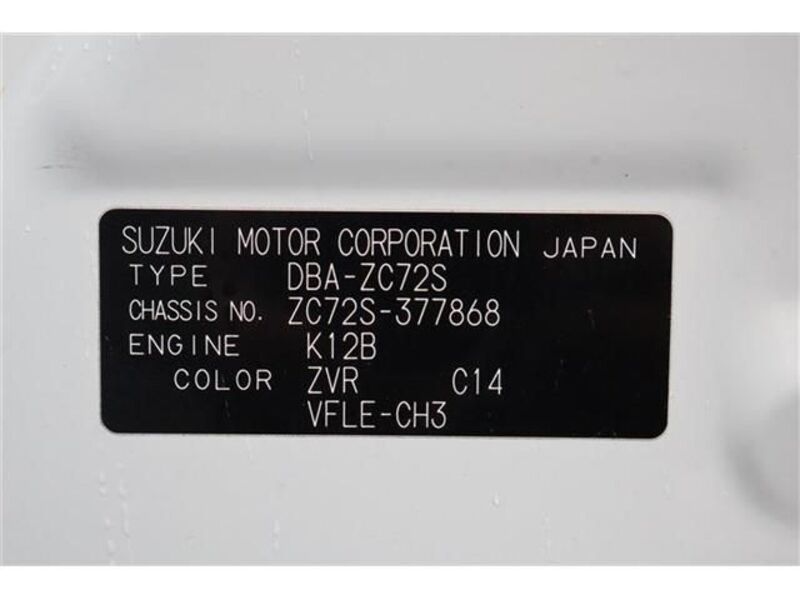 SUZUKI MOTOR CORPORATION JAPAN
TYPE DBA-ZC72S
CHASSIS NO. ZC72S-377868
ENGINE K12B
COLOR ZVR C14
VFLE-CH3